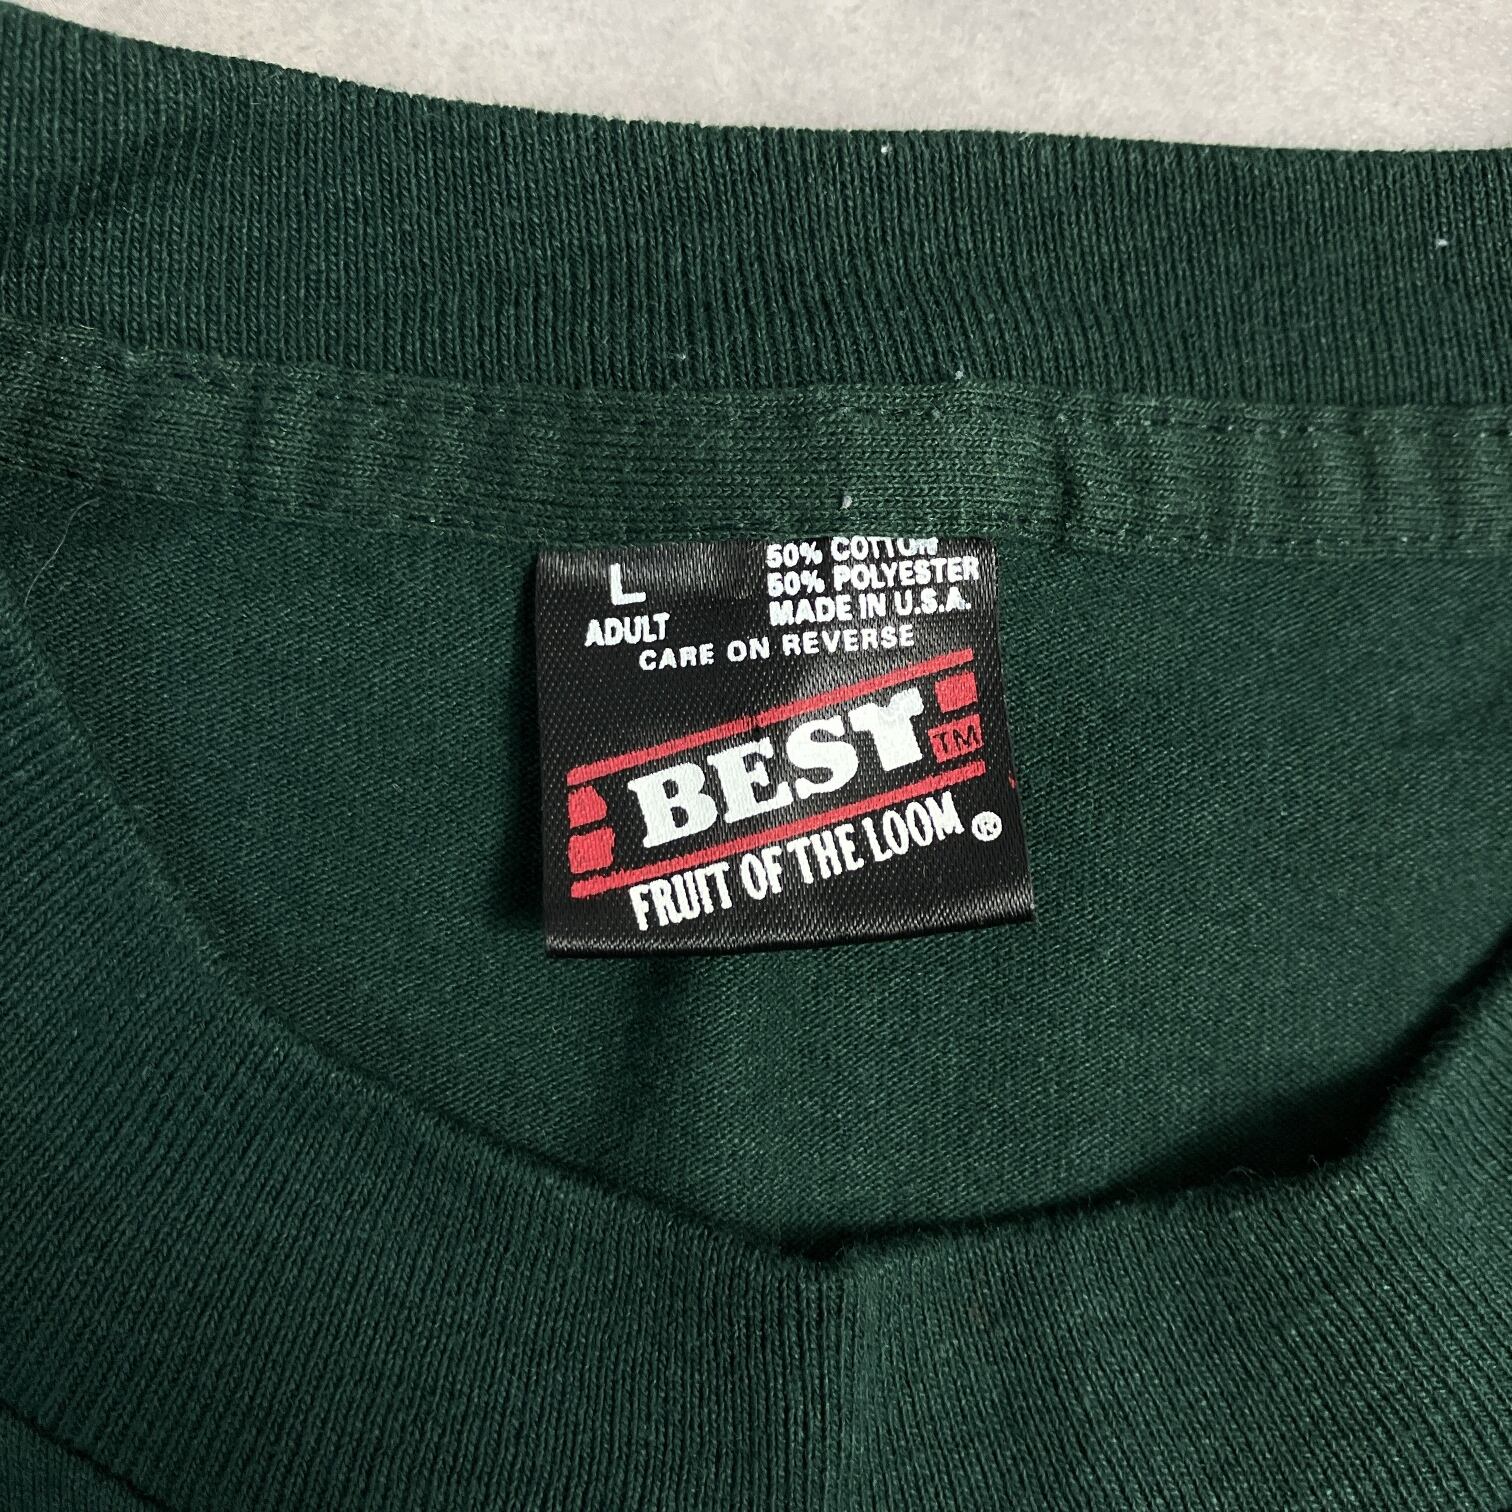 L
ADULT
50% COTTON
50% POLYESTER
MADE IN U.S.A.
CARE ON REVERSE
BEST
TM
FRUIT OF THE LOOM ®